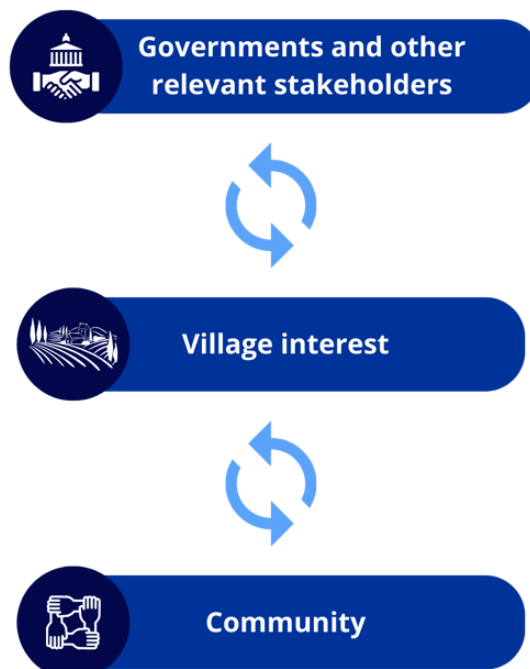 Governments and other
relevant stakeholders
Village interest
Community